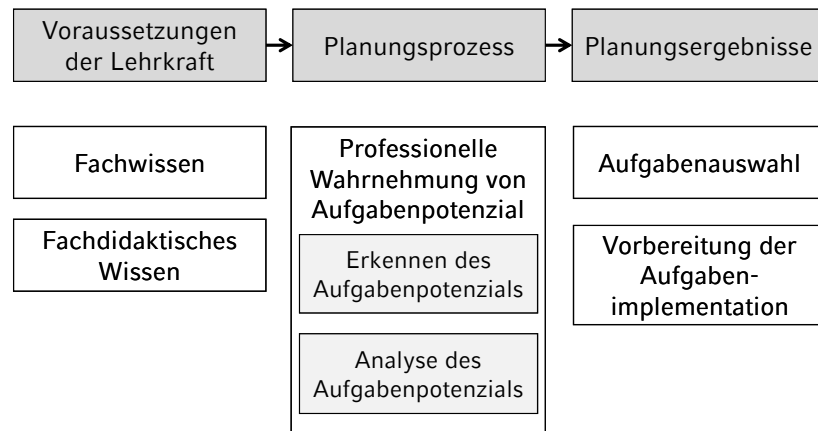 Voraussetzungen
der Lehrkraft
Planungsprozess
Planungsergebnisse
Fachwissen
Fachdidaktisches
Wissen
Professionelle
Wahrnehmung von
Aufgabenpotenzial
Erkennen des
Aufgabenpotenzials
Analyse des
Aufgabenpotenzials
Aufgabenauswahl
Vorbereitung der
Aufgaben-
implementation